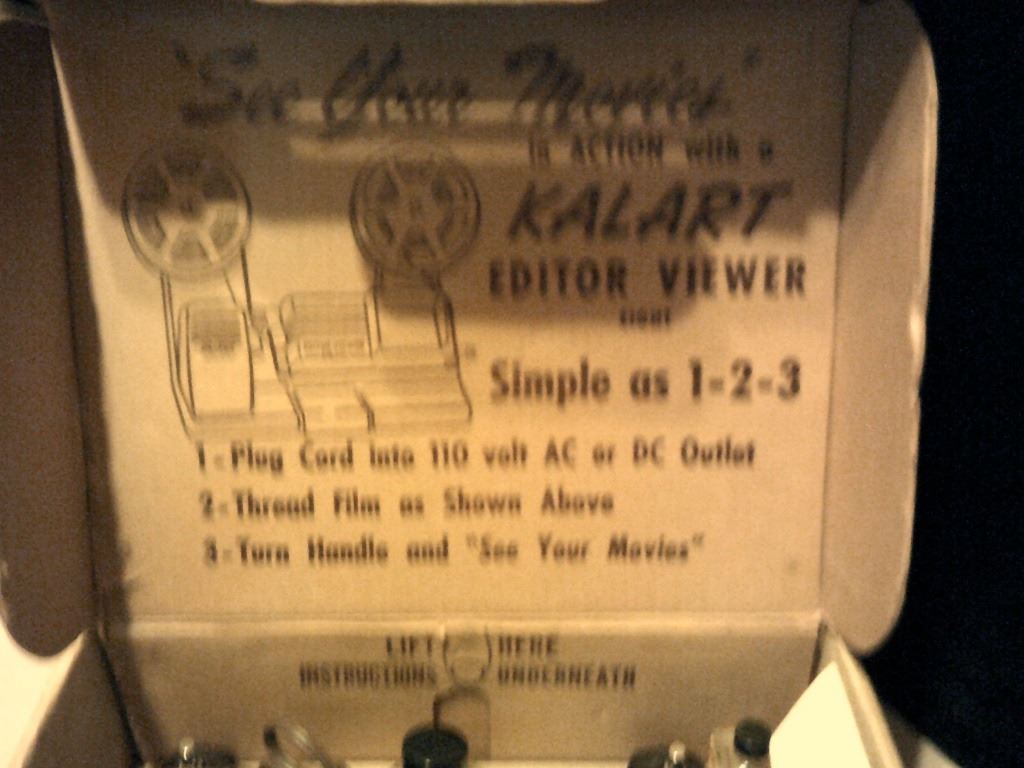 "See Your Movies"
in ACTION with a
KALART
EDITOR VIEWER
EIGHT
Simple as 1-2-3
1-Plug Cord into 110 volt AC or DC Outlet
2-Thread Film as Shown Above
3-Turn Handle and "See Your Movies"
LIFT HERE
INSTRUCTIONS UNDERNEATH